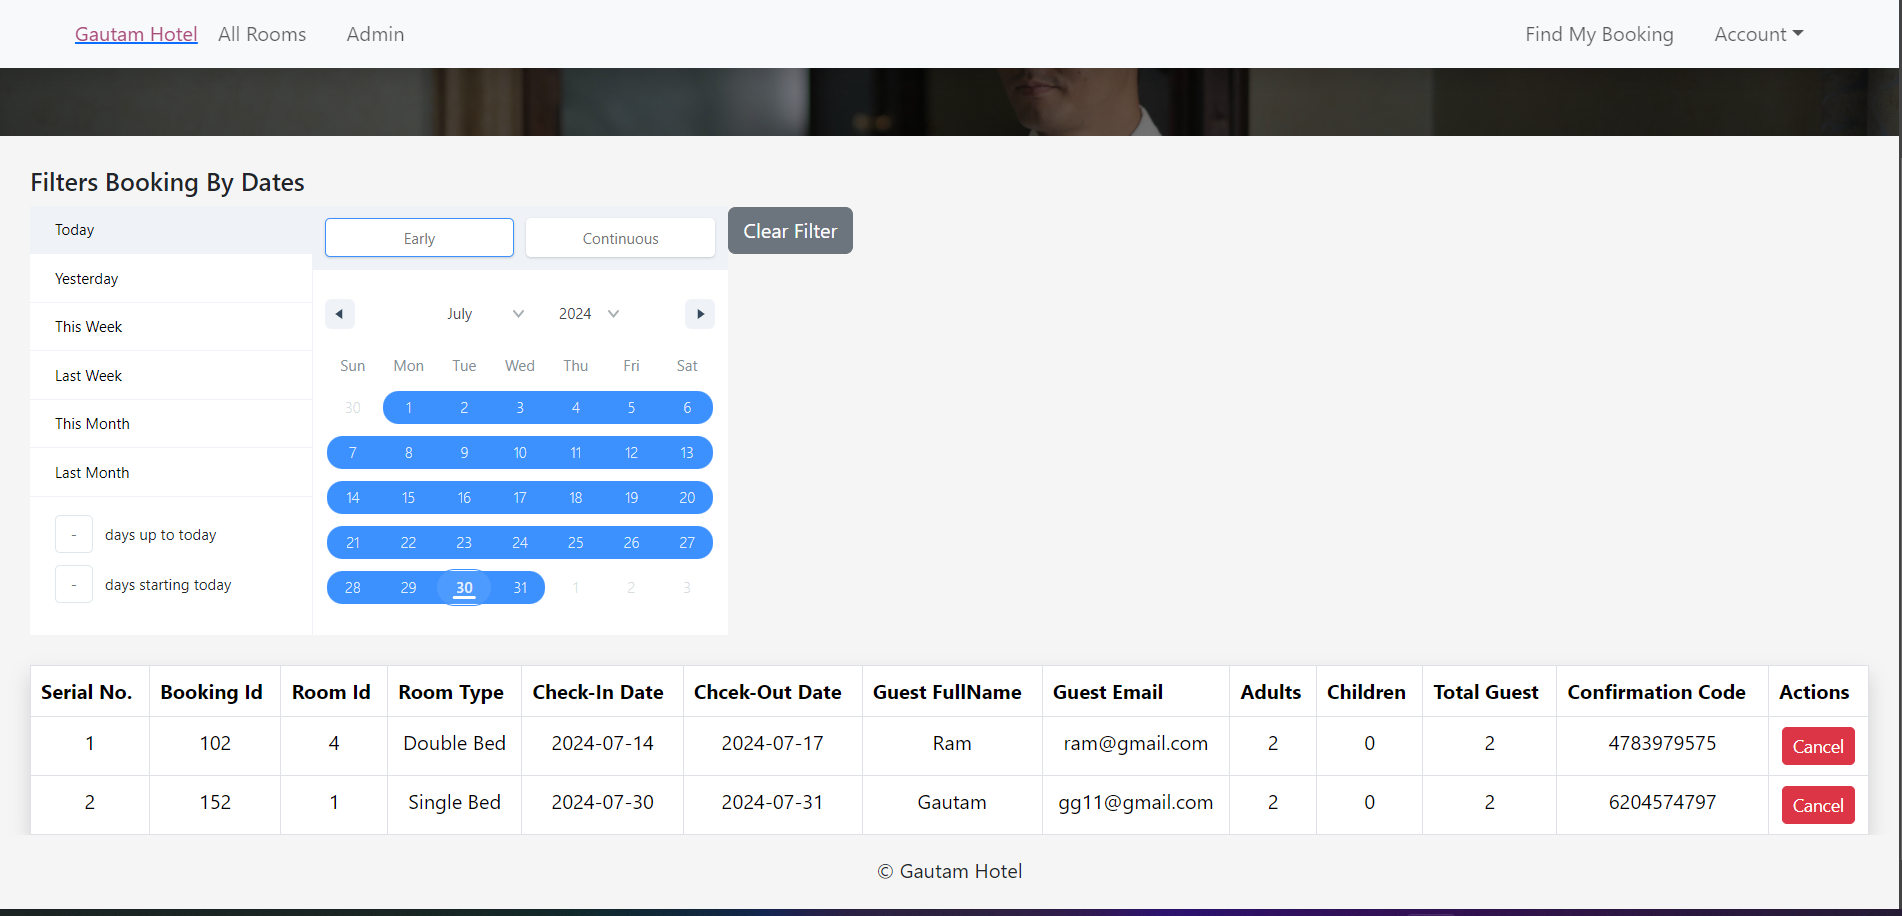 Gautam Hotel All Rooms Admin Find My Booking Account
Filters Booking By Dates
Today
Yesterday
This Week
Last Week
This Month
Last Month
- days up to today
- days starting today
Early Continuous
July 2024
Sun Mon Tue Wed Thu Fri Sat
30 1 2 3 4 5 6
7 8 9 10 11 12 13
14 15 16 17 18 19 20
21 22 23 24 25 26 27
28 29 30 31 1 2 3
Clear Filter
Serial No. Booking Id Room Id Room Type Check-In Date Chcek-Out Date Guest FullName Guest Email Adults Children Total Guest Confirmation Code Actions
1 102 4 Double Bed 2024-07-14 2024-07-17 Ram ram@gmail.com 2 0 2 4783979575 Cancel
2 152 1 Single Bed 2024-07-30 2024-07-31 Gautam gg11@gmail.com 2 0 2 6204574797 Cancel
© Gautam Hotel